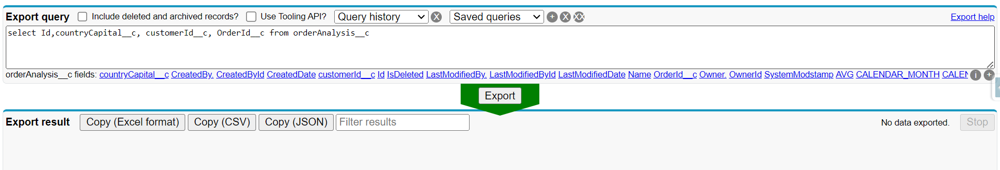 Export query Include deleted and archived records? Use Tooling API? Query history X Saved queries + X XX Export help
select Id,countryCapital__c, customerId__c, OrderId__c from orderAnalysis__c
orderAnalysis__c fields: countryCapital__c CreatedBy. CreatedById CreatedDate customerId__c Id IsDeleted LastModifiedBy. LastModifiedById LastModifiedDate Name OrderId__c Owner. OwnerId SystemModstamp AVG CALENDAR_MONTH CALEN i +
Export
Export result Copy (Excel format) Copy (CSV) Copy (JSON) Filter results No data exported. Stop